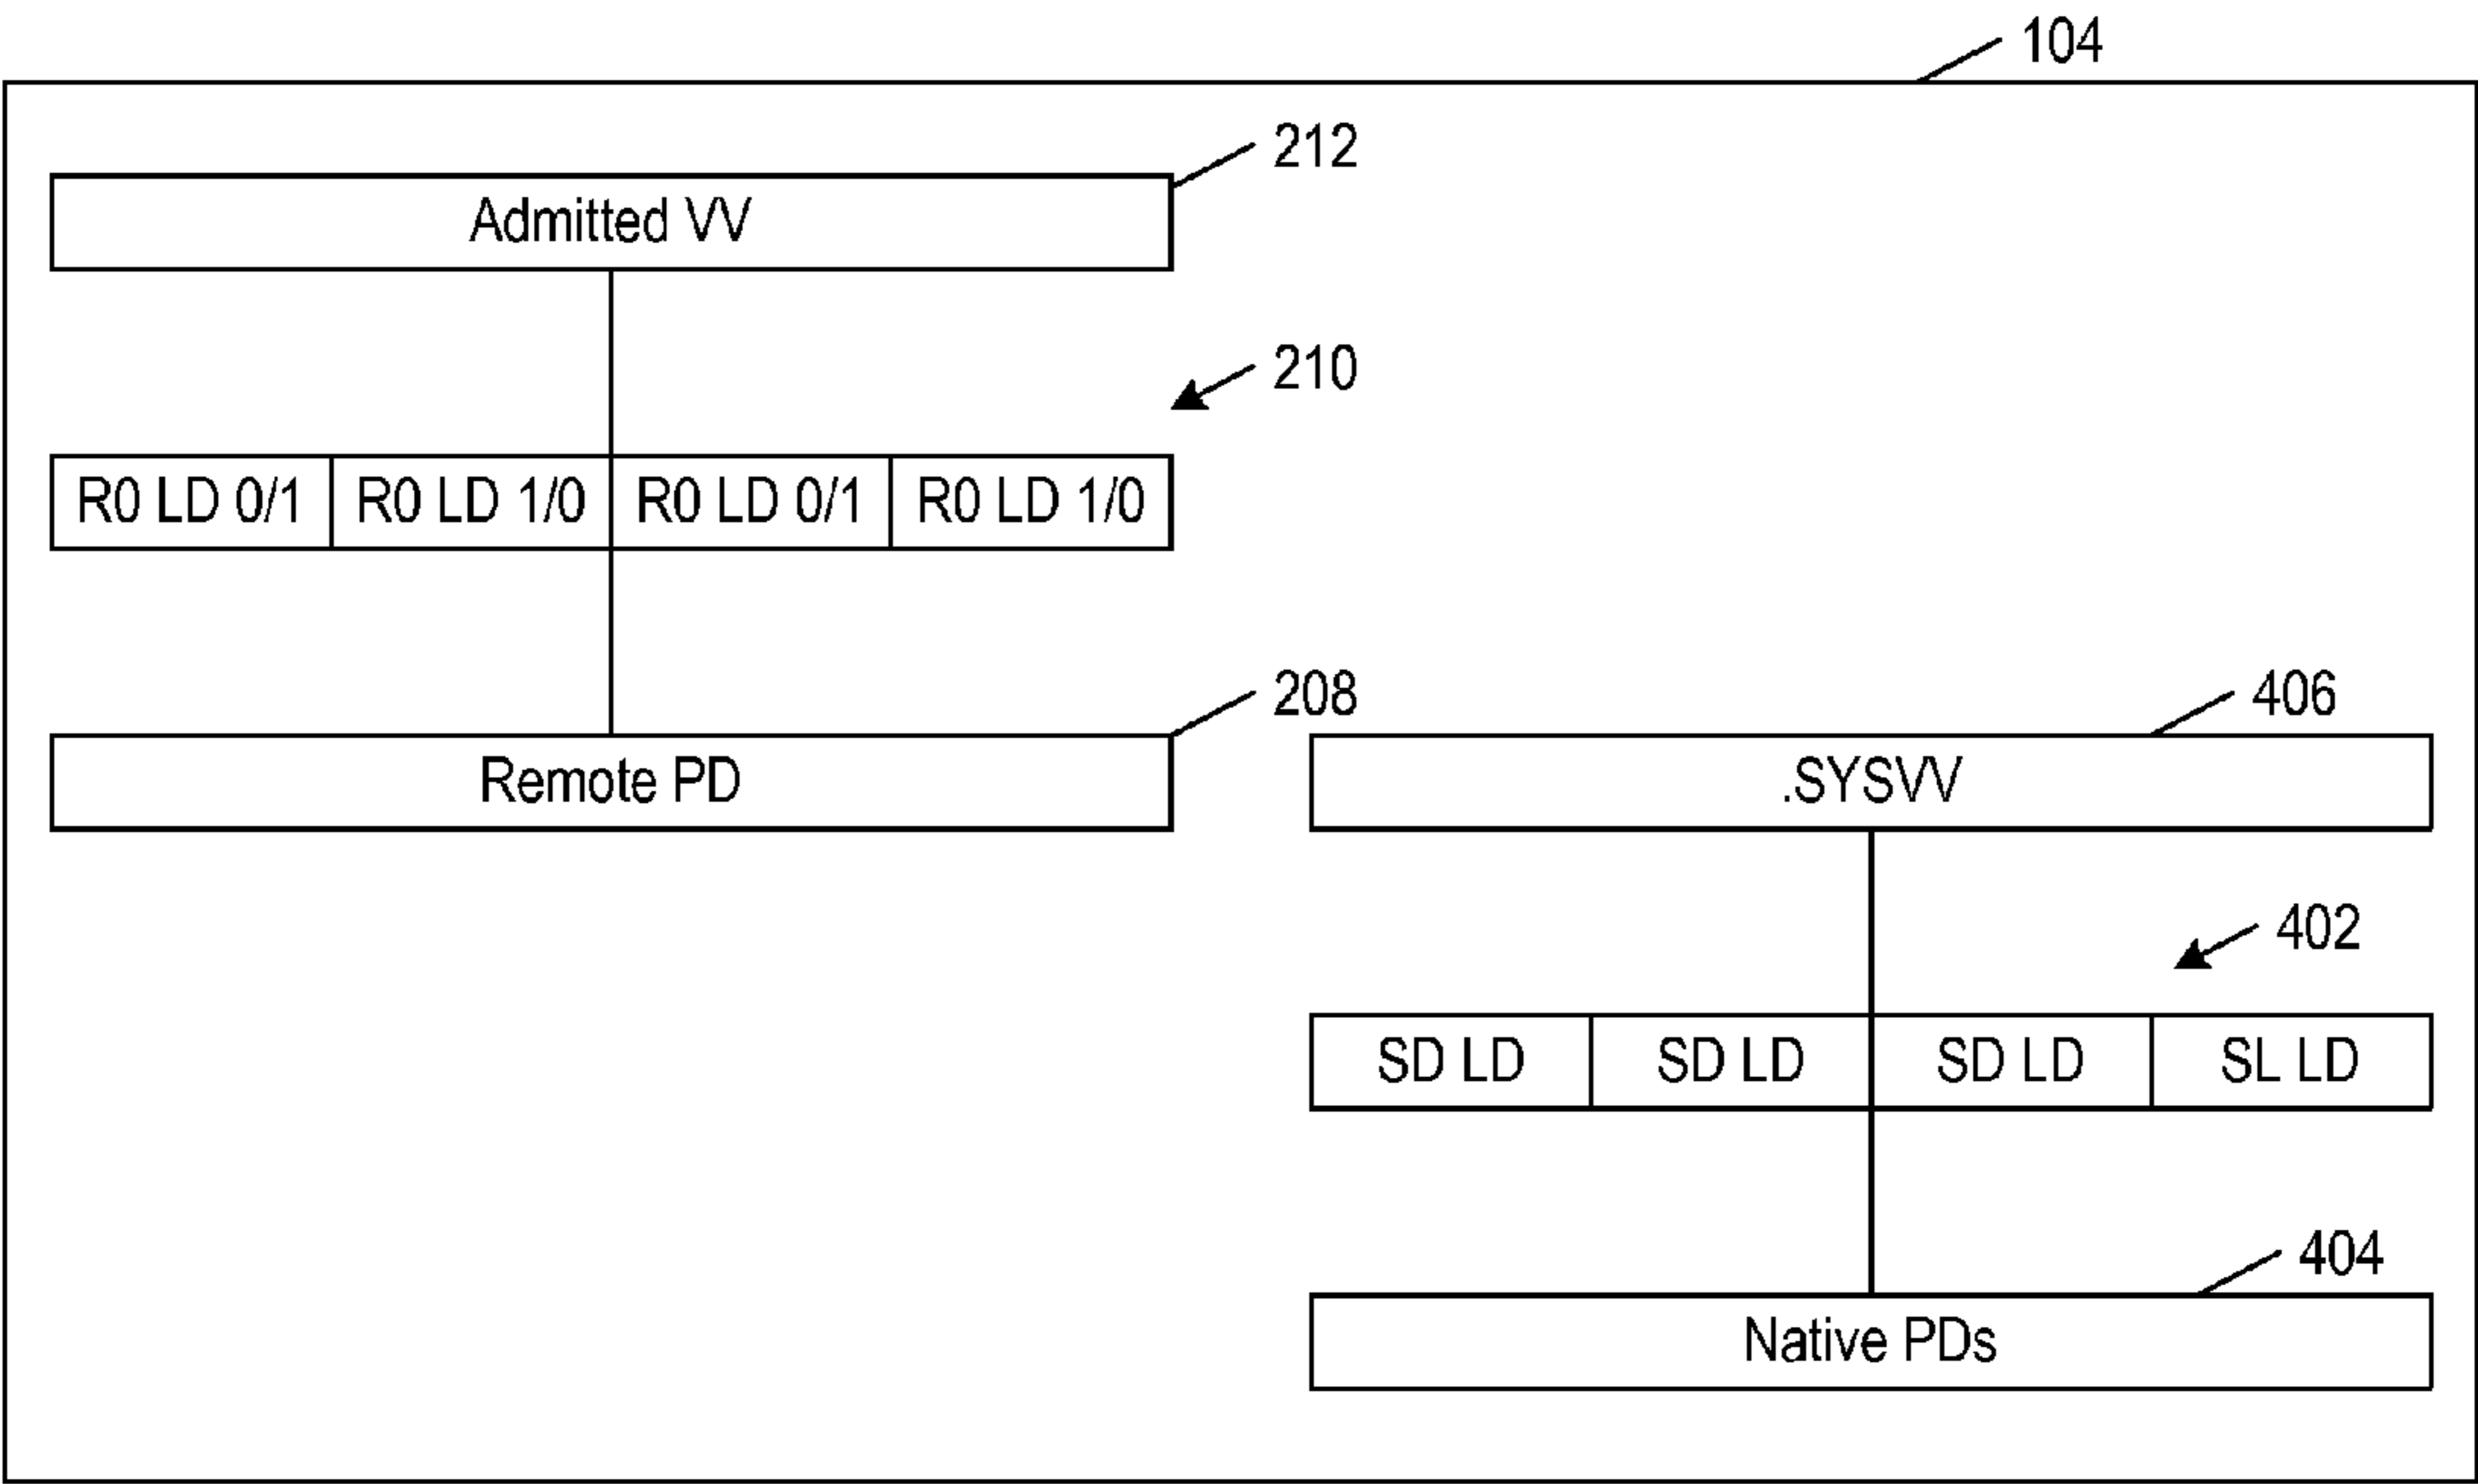 104
212
Admitted VV
210
R0 LD 0/1 R0 LD 1/0 R0 LD 0/1 R0 LD 1/0
208 406
Remote PD .SYSVV
402
SD LD SD LD SD LD SL LD
404
Native PDs